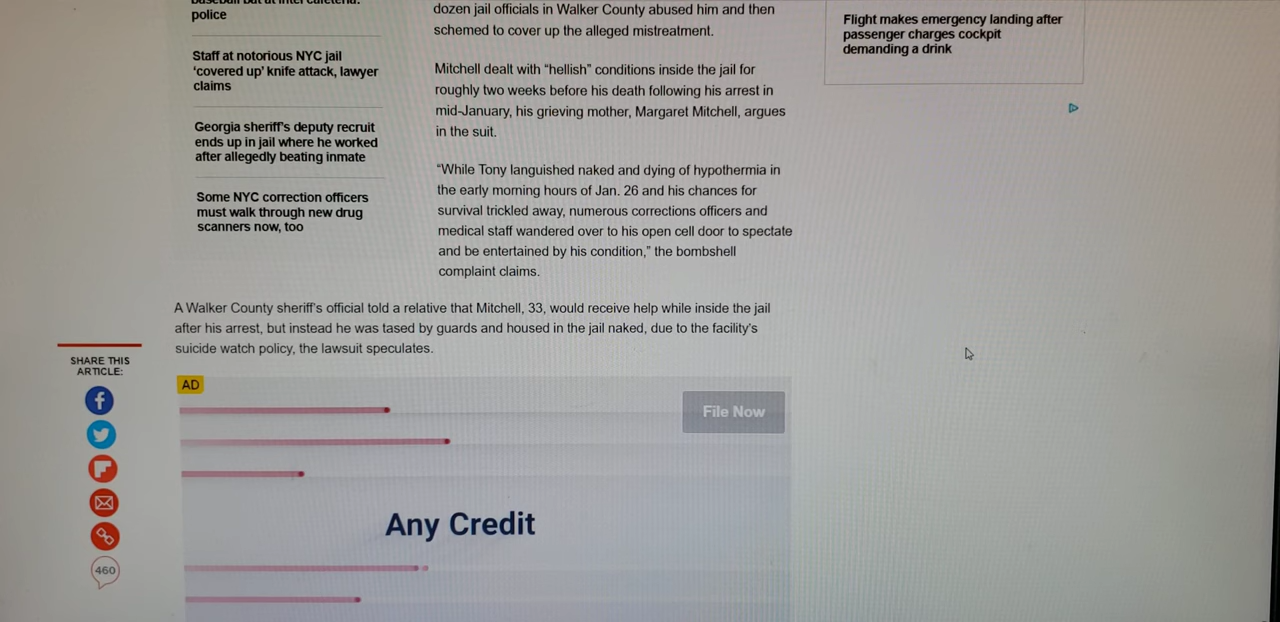 baseball bat at Intel cafeteria:
police
Staff at notorious NYC jail
‘covered up’ knife attack, lawyer
claims
Georgia sheriff’s deputy recruit
ends up in jail where he worked
after allegedly beating inmate
Some NYC correction officers
must walk through new drug
scanners now, too
dozen jail officials in Walker County abused him and then
schemed to cover up the alleged mistreatment.
Mitchell dealt with “hellish” conditions inside the jail for
roughly two weeks before his death following his arrest in
mid-January, his grieving mother, Margaret Mitchell, argues
in the suit.
“While Tony languished naked and dying of hypothermia in
the early morning hours of Jan. 26 and his chances for
survival trickled away, numerous corrections officers and
medical staff wandered over to his open cell door to spectate
and be entertained by his condition,” the bombshell
complaint claims.
A Walker County sheriff’s official told a relative that Mitchell, 33, would receive help while inside the jail
after his arrest, but instead he was tased by guards and housed in the jail naked, due to the facility’s
suicide watch policy, the lawsuit speculates.
Flight makes emergency landing after
passenger charges cockpit
demanding a drink
SHARE THIS
ARTICLE:
460
AD
File Now
Any Credit